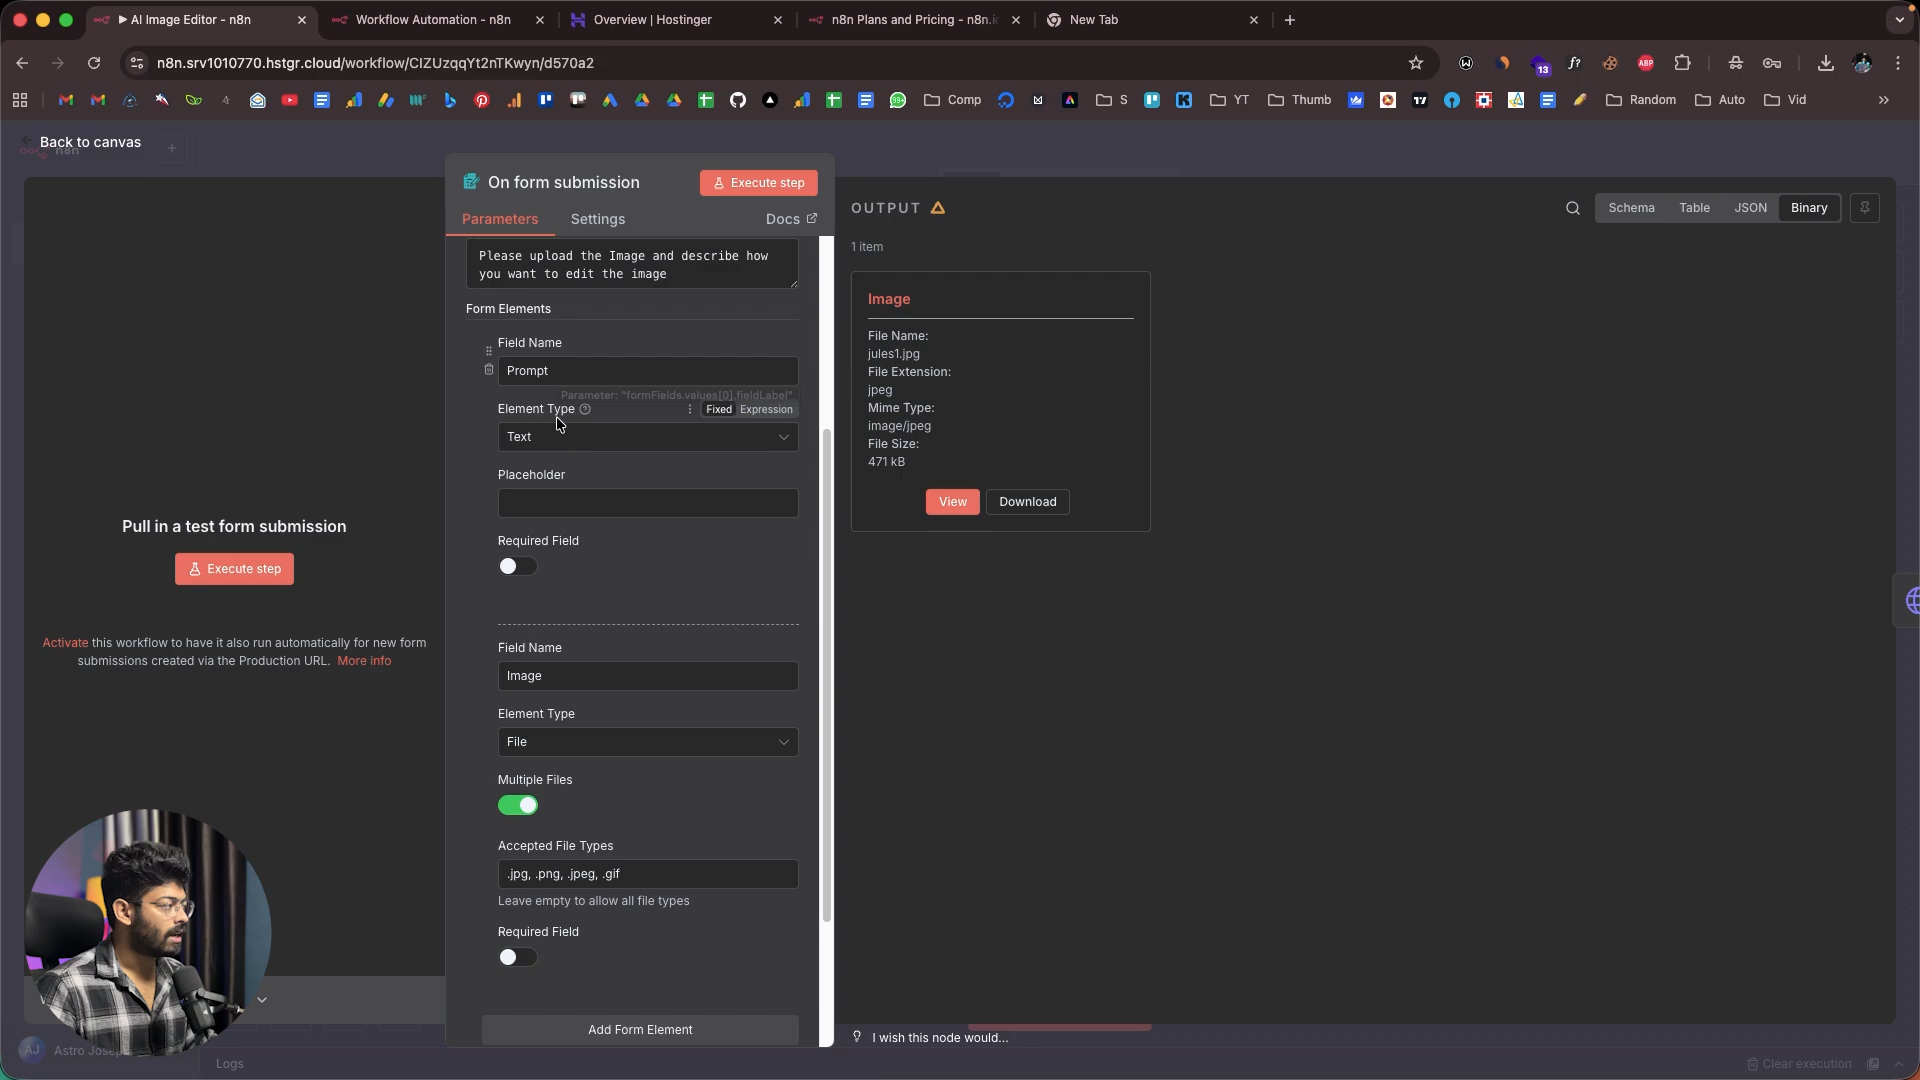 AI Image Editor - n8n
Workflow Automation - n8n
Overview | Hostinger
n8n Plans and Pricing - n8n.i
New Tab
n8n.srv1010770.hstgr.cloud/workflow/CIZUzqqYt2nTKwyn/d570a2
13
ABP
Comp
S
YT
Thumb
Random
Auto
Vid
Back to canvas
n8n
On form submission
Execute step
Parameters
Settings
Docs
Please upload the Image and describe how
you want to edit the image
Form Elements
Field Name
Prompt
Parameter: "formFields.values[0].fieldLabel"
Element Type
Fixed
Expression
Text
Placeholder
Required Field
Field Name
Image
Element Type
File
Multiple Files
Accepted File Types
.jpg, .png, .jpeg, .gif
Leave empty to allow all file types
Required Field
Add Form Element
Pull in a test form submission
Execute step
Activate this workflow to have it also run automatically for new form
submissions created via the Production URL. More info
OUTPUT
Schema
Table
JSON
Binary
1 item
Image
File Name:
jules1.jpg
File Extension:
jpeg
Mime Type:
image/jpeg
File Size:
471 kB
View
Download
I wish this node would...
AJ
Astro
Logs
Clear execution